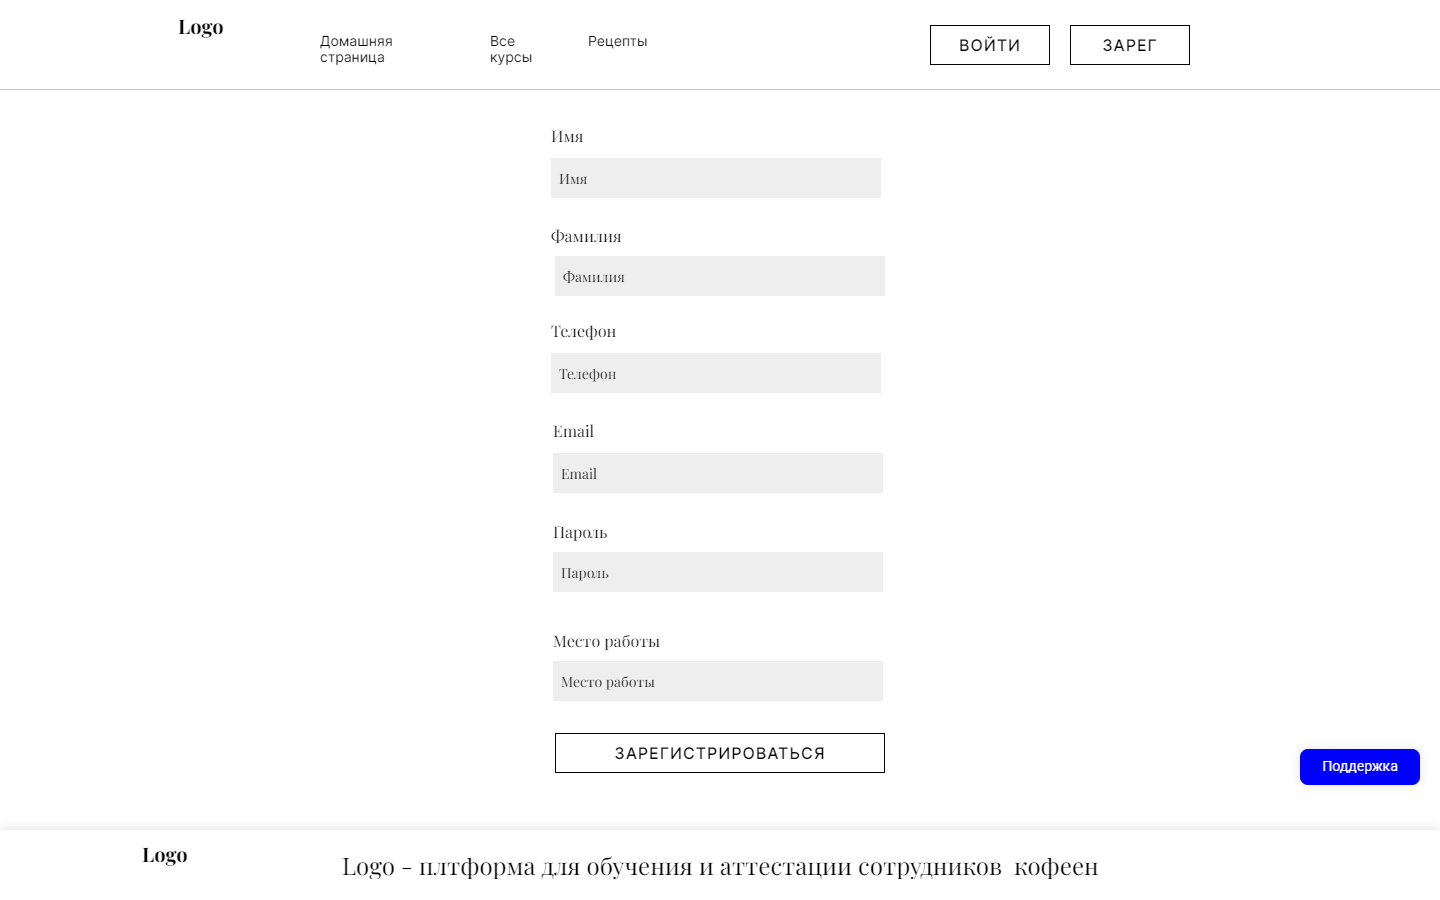 Logo
Домашняя
страница
Все
курсы
Рецепты
ВОЙТИ
ЗАРЕГ
Имя
Имя
Фамилия
Фамилия
Телефон
Телефон
Email
Email
Пароль
Пароль
Место работы
Место работы
ЗАРЕГИСТРИРОВАТЬСЯ
Поддержка
Logo
Logo - плтформа для обучения и аттестации сотрудников кофеен